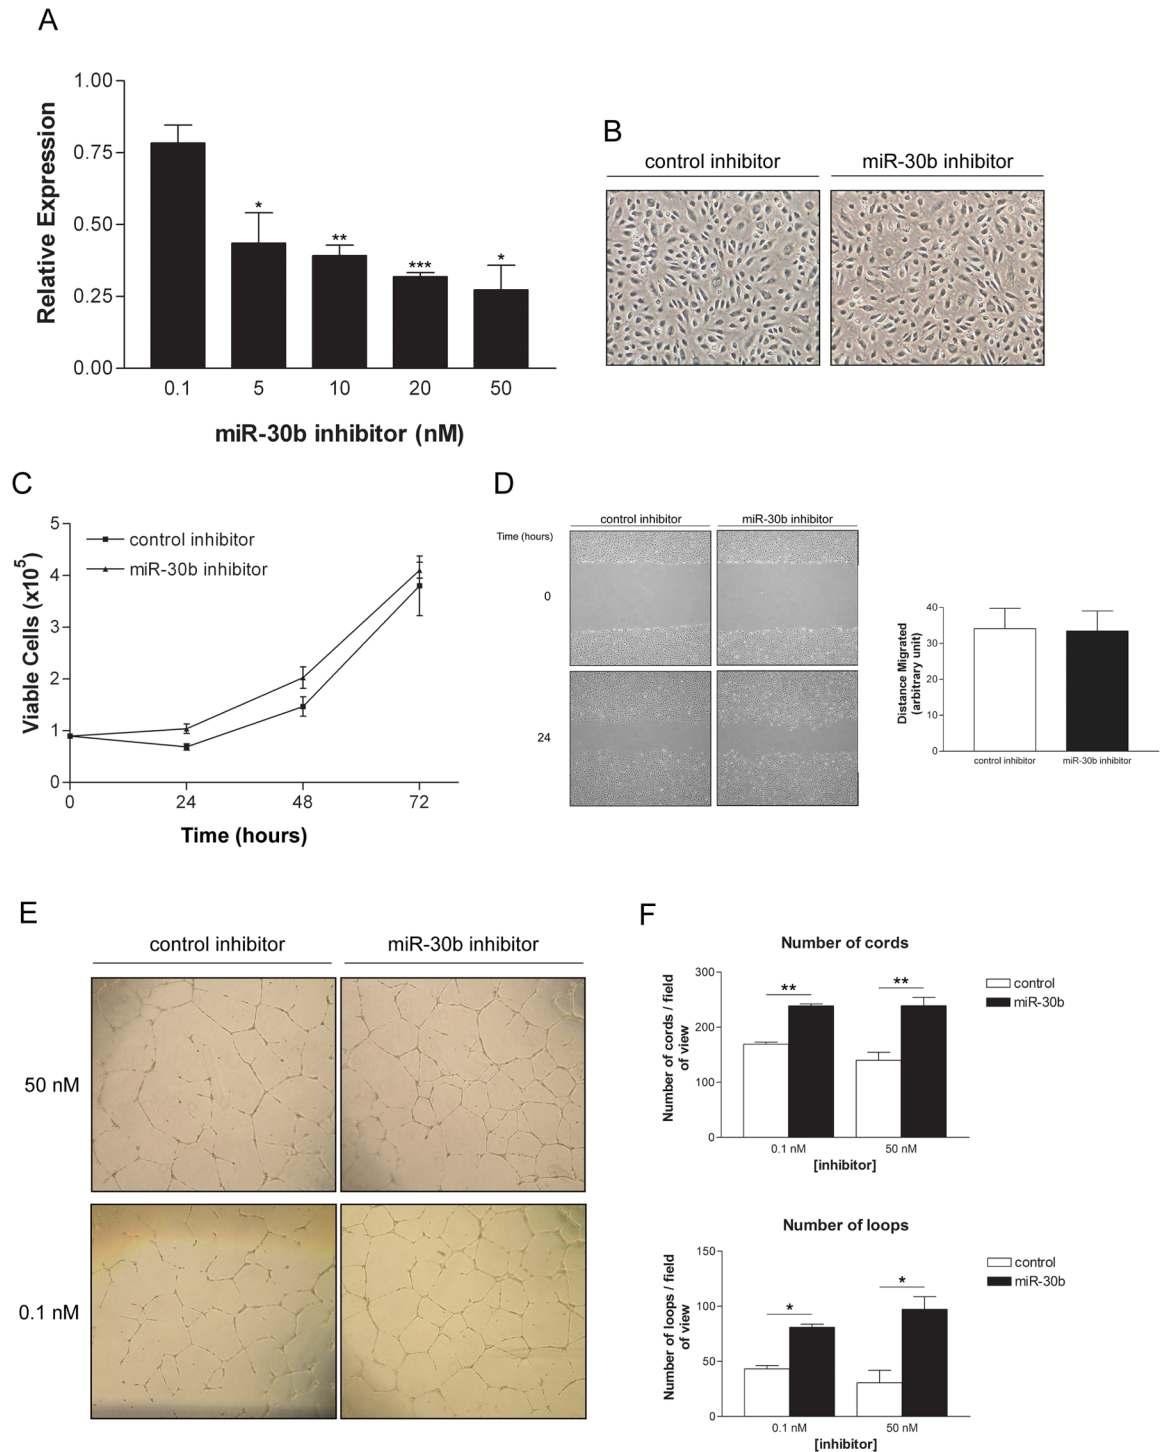 A
Relative Expression
1.00
0.75
0.50
0.25
0.00
*
**
***
*
0.1 5 10 20 50
miR-30b inhibitor (nM)
B
control inhibitor miR-30b inhibitor
C
Viable Cells (x10⁵)
5
4
3
2
1
0
control inhibitor
miR-30b inhibitor
0 24 48 72
Time (hours)
D
control inhibitor miR-30b inhibitor
Time (hours)
0
24
Distance Migrated
(arbitrary unit)
40
30
20
10
0
control inhibitor miR-30b inhibitor
E
control inhibitor miR-30b inhibitor
50 nM
0.1 nM
F
Number of cords
Number of cords / field
of view
300
200
100
0
** **
control
miR-30b
0.1 nM 50 nM
[inhibitor]
Number of loops
Number of loops / field
of view
150
100
50
0
* *
control
miR-30b
0.1 nM 50 nM
[inhibitor]